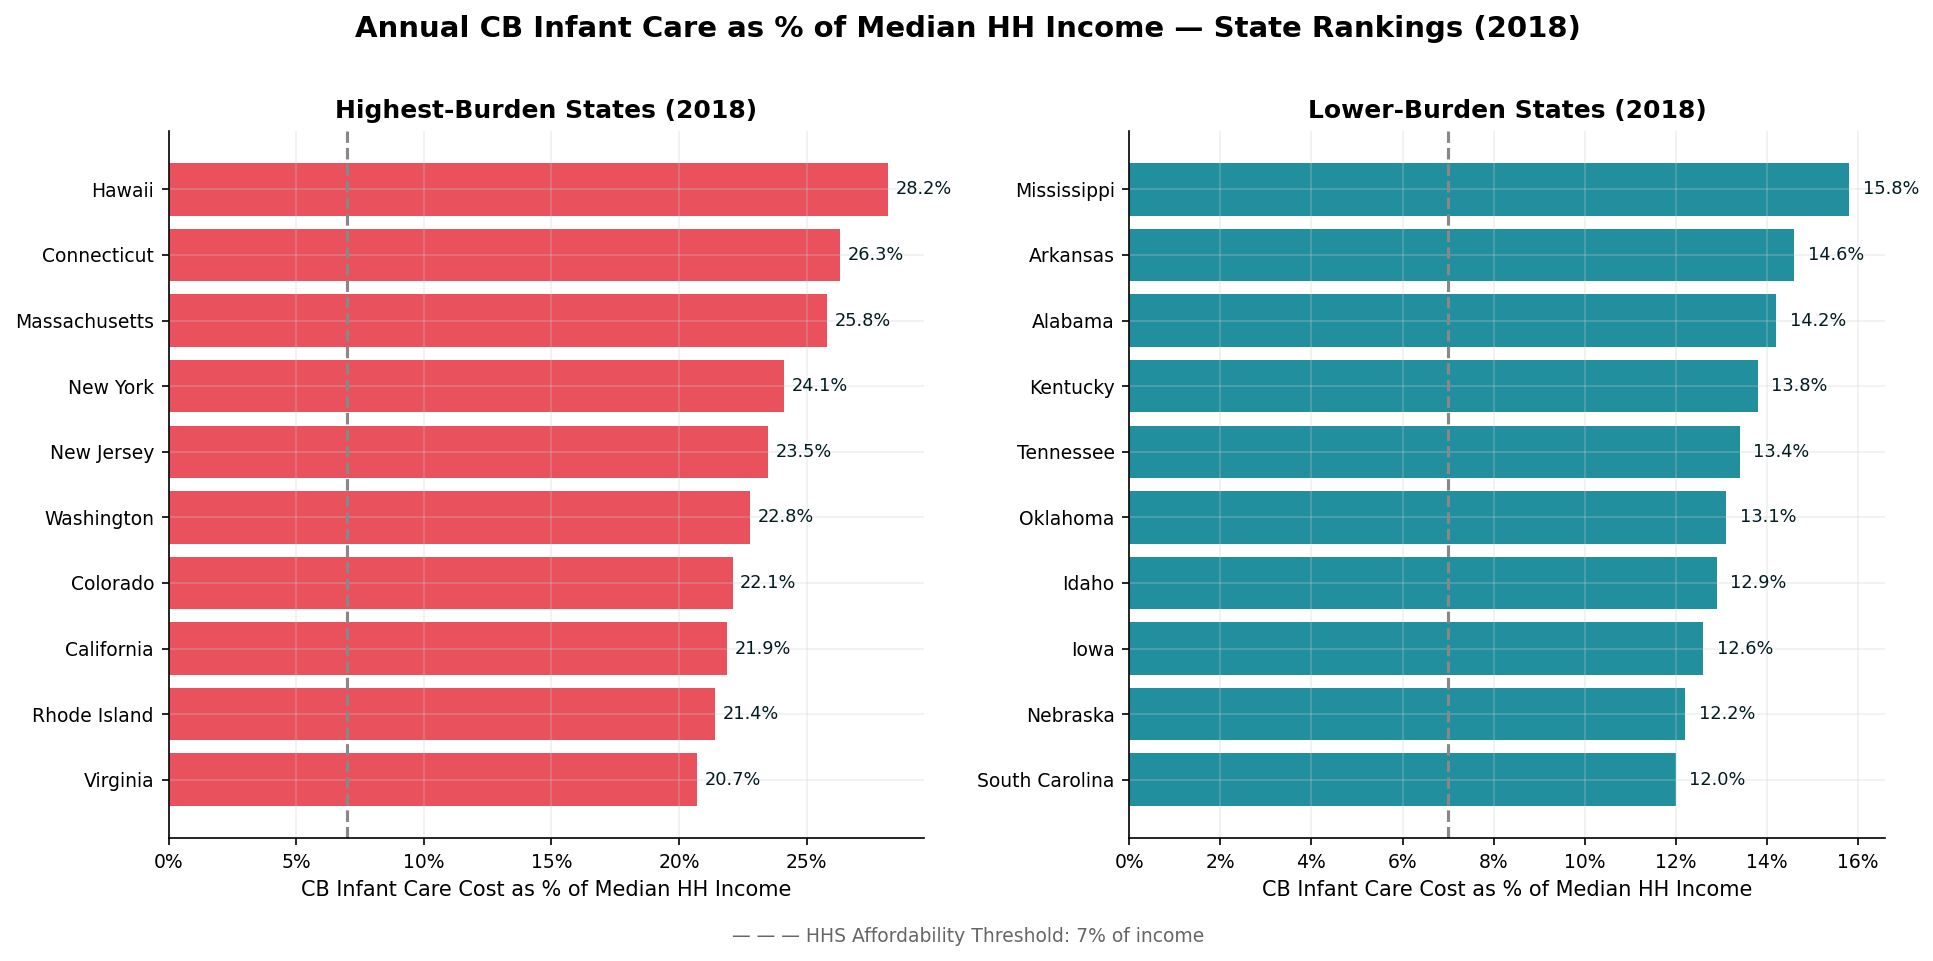 Annual CB Infant Care as % of Median HH Income — State Rankings (2018)
Highest-Burden States (2018)
Hawaii 28.2%
Connecticut 26.3%
Massachusetts 25.8%
New York 24.1%
New Jersey 23.5%
Washington 22.8%
Colorado 22.1%
California 21.9%
Rhode Island 21.4%
Virginia 20.7%
0% 5% 10% 15% 20% 25%
CB Infant Care Cost as % of Median HH Income
Lower-Burden States (2018)
Mississippi 15.8%
Arkansas 14.6%
Alabama 14.2%
Kentucky 13.8%
Tennessee 13.4%
Oklahoma 13.1%
Idaho 12.9%
Iowa 12.6%
Nebraska 12.2%
South Carolina 12.0%
0% 2% 4% 6% 8% 10% 12% 14% 16%
CB Infant Care Cost as % of Median HH Income
— — — HHS Affordability Threshold: 7% of income